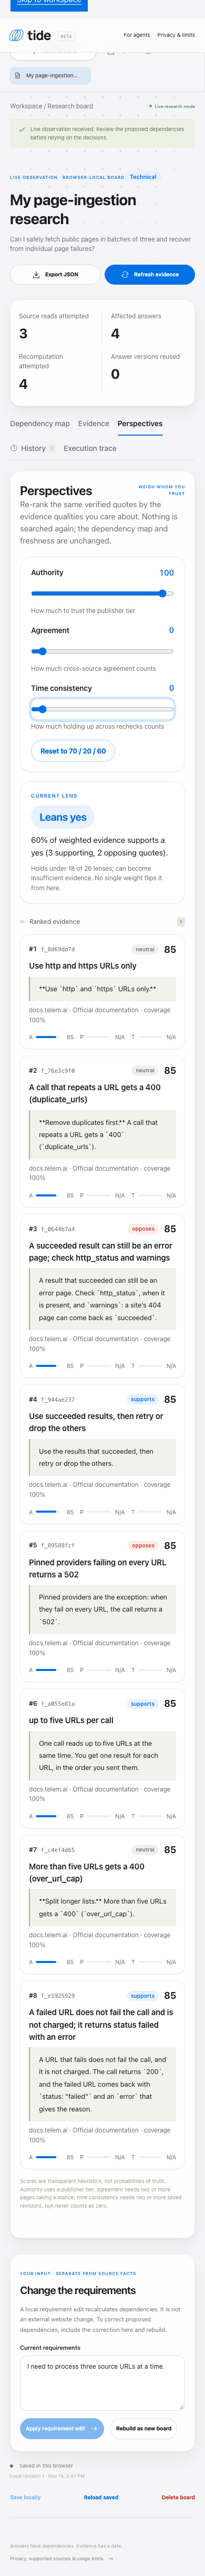 Skip to workspace
tide BETA
For agents Privacy & limits
My page-ingestion...
Workspace / Research board
Live research mode
Live observation received. Review the proposed dependencies
before relying on the decisions.
LIVE OBSERVATION · BROWSER-LOCAL BOARD Technical
My page-ingestion
research
Can I safely fetch public pages in batches of three and recover
from individual page failures?
Export JSON
Refresh evidence
Source reads attempted
3
Affected answers
4
Recomputation
attempted
4
Answer versions reused
0
Dependency map Evidence Perspectives
History 1 Execution trace
Perspectives
WEIGH WHOM YOU
TRUST
Re-rank the same verified quotes by the
evidence qualities you care about. Nothing is
searched again; the dependency map and
freshness are unchanged.
Authority 100
How much to trust the publisher tier
Agreement 0
How much cross-source agreement counts
Time consistency 0
How much holding up across rechecks counts
Reset to 70 / 20 / 60
CURRENT LENS
Leans yes
60% of weighted evidence supports a
yes (3 supporting, 2 opposing quotes).
Holds under 18 of 26 lenses; can become
Insufficient evidence. No single weight flips it
from here.
Ranked evidence 8
#1 f_8d69dd7d neutral 85
Use http and https URLs only
**Use `http` and `https` URLs only.**
docs.telem.ai · Official documentation · coverage
100%
A 85 P N/A T N/A
#2 f_76e3c9f0 neutral 85
A call that repeats a URL gets a 400
(duplicate_urls)
**Remove duplicates first.** A call that
repeats a URL gets a `400`
(`duplicate_urls`).
docs.telem.ai · Official documentation · coverage
100%
A 85 P N/A T N/A
#3 f_0644b7a4 opposes 85
A succeeded result can still be an error
page; check http_status and warnings
A result that succeeded can still be an
error page. Check `http_status`, when it
is present, and `warnings`: a site's 404
page can come back as `succeeded`.
docs.telem.ai · Official documentation · coverage
100%
A 85 P N/A T N/A
#4 f_944ae237 supports 85
Use succeeded results, then retry or
drop the others
Use the results that succeeded, then
retry or drop the others.
docs.telem.ai · Official documentation · coverage
100%
A 85 P N/A T N/A
#5 f_89588fcf opposes 85
Pinned providers failing on every URL
returns a 502
Pinned providers are the exception: when
they fail on every URL, the call returns a
`502`.
docs.telem.ai · Official documentation · coverage
100%
A 85 P N/A T N/A
#6 f_a055e81a supports 85
up to five URLs per call
One call reads up to five URLs at the
same time. You get one result for each
URL, in the order you sent them.
docs.telem.ai · Official documentation · coverage
100%
A 85 P N/A T N/A
#7 f_c4ef4d65 neutral 85
More than five URLs gets a 400
(over_url_cap)
**Split longer lists.** More than five URLs
gets a `400` (`over_url_cap`).
docs.telem.ai · Official documentation · coverage
100%
A 85 P N/A T N/A
#8 f_e1925929 supports 85
A failed URL does not fail the call and is
not charged; it returns status failed
with an error
A URL that fails does not fail the call, and
it is not charged. The call returns `200`,
and the failed URL comes back with
`status: "failed"` and an `error` that
gives the reason.
docs.telem.ai · Official documentation · coverage
100%
A 85 P N/A T N/A
Scores are transparent heuristics, not probabilities of truth.
Authority uses a publisher tier; agreement needs two or more
pages taking a stance; time consistency needs two or more saved
revisions. N/A never counts as zero.
YOUR INPUT · SEPARATE FROM SOURCE FACTS
Change the requirements
A local requirement edit recalculates dependencies. It is not
an external website change. To correct proposed
dependencies, include the correction here and rebuild.
Current requirements
I need to process three source URLs at a time.
Apply requirement edit
Rebuild as new board
Saved in this browser
Local revision 1 · Nov 14, 2:41 PM
Save locally Reload saved Delete board
Answers have dependencies. Evidence has a date.
Privacy, supported sources & usage limits